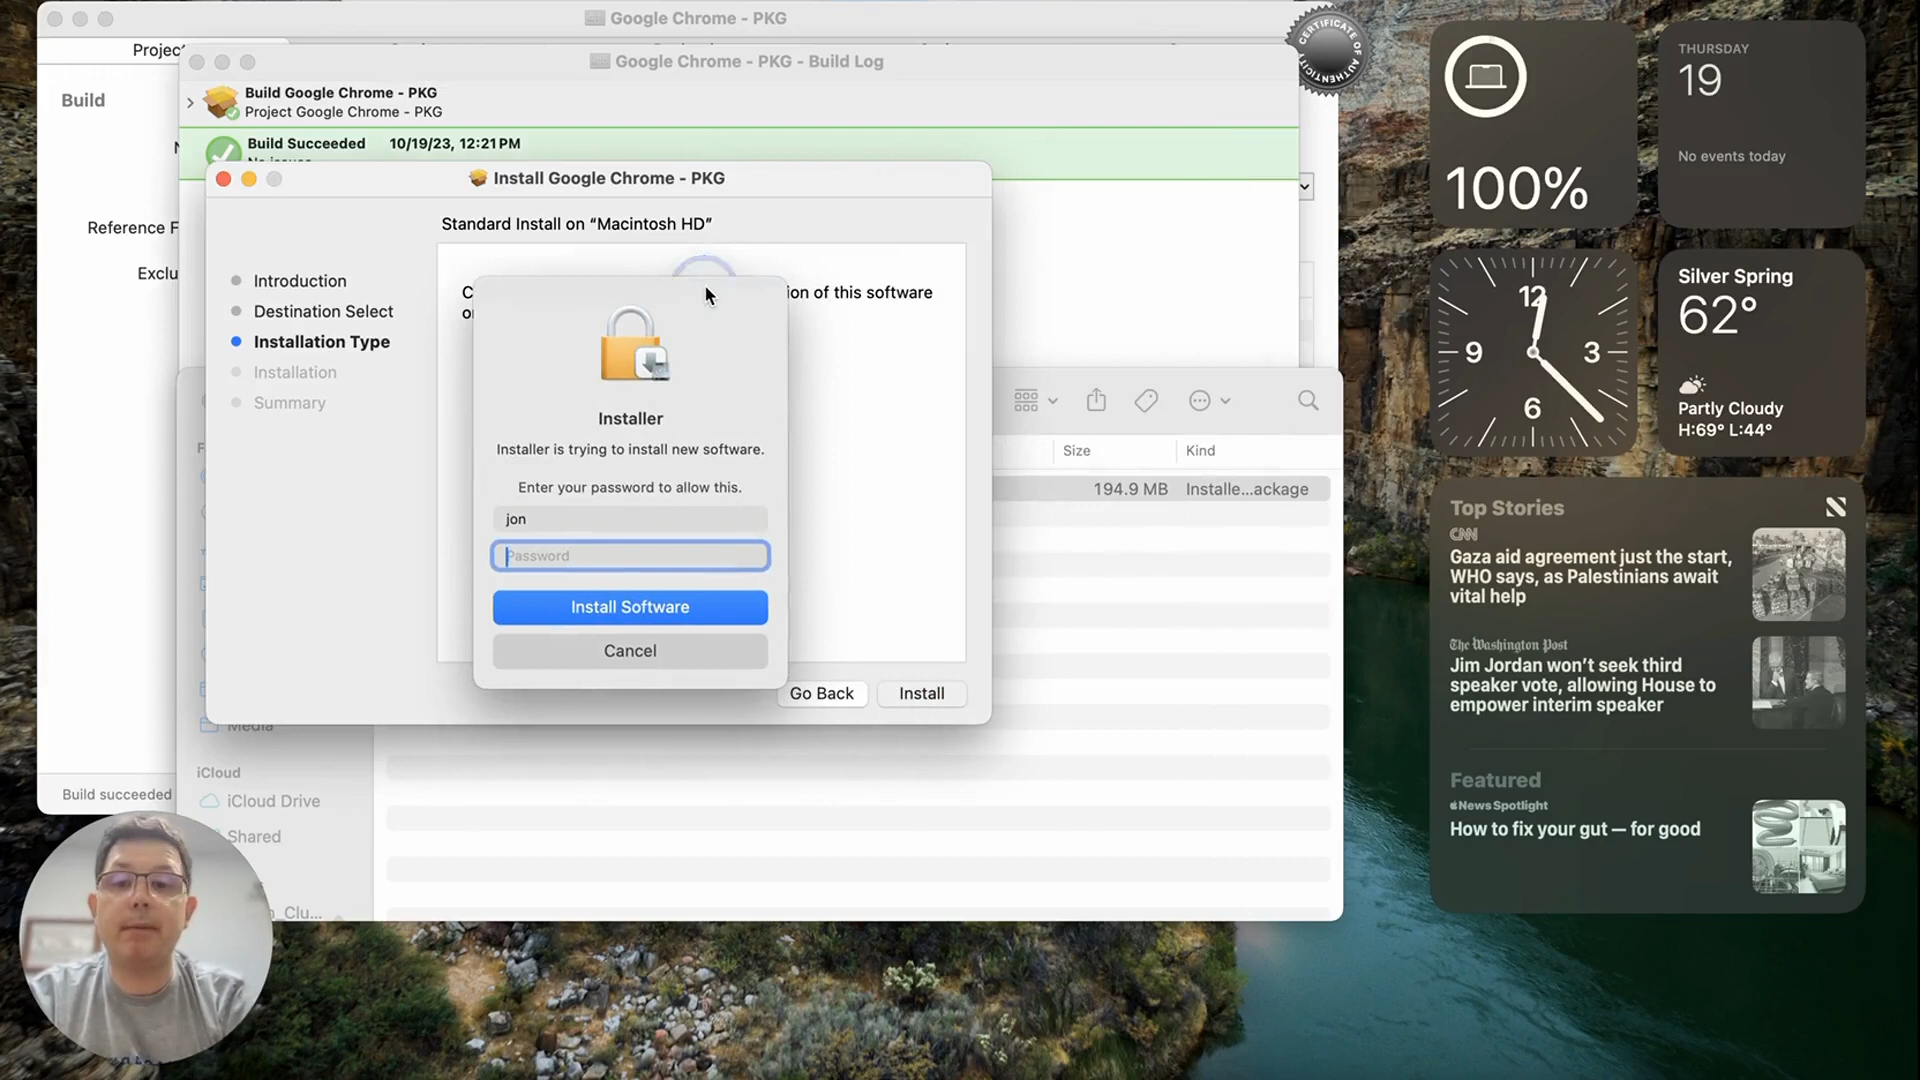 Google Chrome - PKG
CERTIFICATE OF AUTHENTICITY
Project
Google Chrome - PKG - Build Log
Build
Build Google Chrome - PKG
Project Google Chrome - PKG
Build Succeeded 10/19/23, 12:21 PM
Install Google Chrome - PKG
Reference F
Exclu
Standard Install on “Macintosh HD”
Introduction
Destination Select
Installation Type
Installation
Summary
ion of this software
Installer
Installer is trying to install new software.
Enter your password to allow this.
jon
Password
Install Software
Cancel
Go Back
Install
Size
Kind
194.9 MB
Installe...ackage
Media
iCloud
iCloud Drive
Shared
Build succeeded
100%
THURSDAY
19
No events today
12
3
6
9
Silver Spring
62°
Partly Cloudy
H:69° L:44°
Top Stories
CNN
Gaza aid agreement just the start,
WHO says, as Palestinians await
vital help
The Washington Post
Jim Jordan won’t seek third
speaker vote, allowing House to
empower interim speaker
Featured
News Spotlight
How to fix your gut — for good